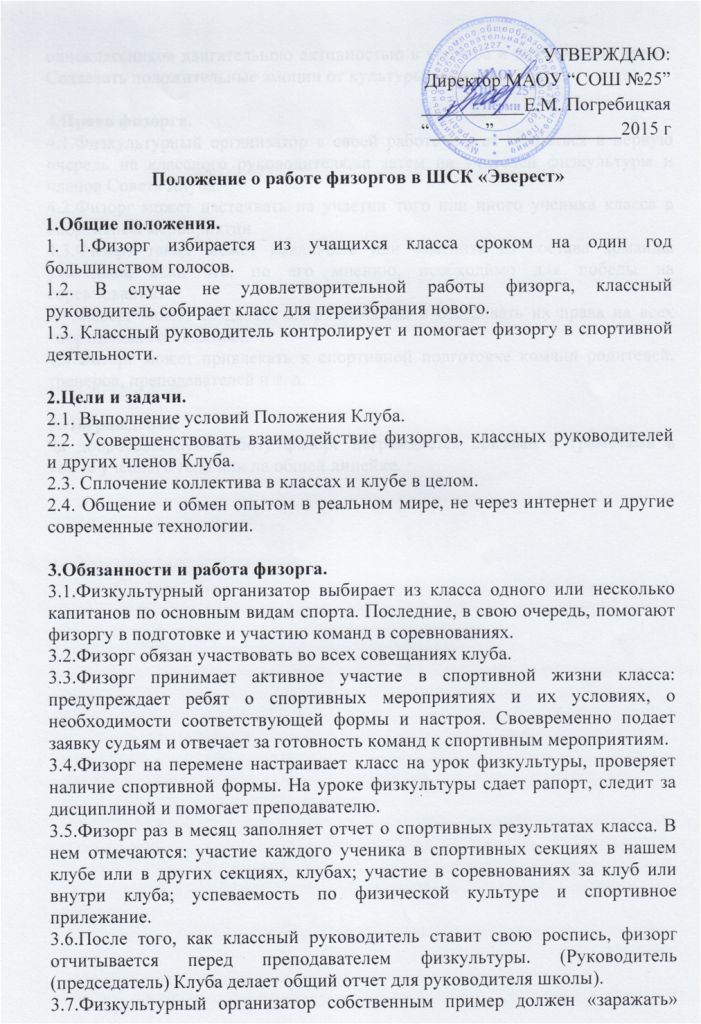 УТВЕРЖДАЮ:
Директор МАОУ “СОШ №25”
___________Е.М. Погребицкая
“______”______________2015 г
Положение о работе физоргов в ШСК «Эверест»
1.Общие положения.
1. 1.Физорг избирается из учащихся класса сроком на один год
большинством голосов.
1.2. В случае не удовлетворительной работы физорга, классный
руководитель собирает класс для переизбрания нового.
1.3. Классный руководитель контролирует и помогает физоргу в спортивной
деятельности.
2.Цели и задачи.
2.1. Выполнение условий Положения Клуба.
2.2. Усовершенствовать взаимодействие физоргов, классных руководителей
и других членов Клуба.
2.3. Сплочение коллектива в классах и клубе в целом.
2.4. Общение и обмен опытом в реальном мире, не через интернет и другие
современные технологии.
3.Обязанности и работа физорга.
3.1.Физкультурный организатор выбирает из класса одного или несколько
капитанов по основным видам спорта. Последние, в свою очередь, помогают
физоргу в подготовке и участию команд в соревнованиях.
3.2.Физорг обязан участвовать во всех совещаниях клуба.
3.3.Физорг принимает активное участие в спортивной жизни класса:
предупреждает ребят о спортивных мероприятиях и их условиях, о
необходимости соответствующей формы и настроя. Своевременно подает
заявку судьям и отвечает за готовность команд к спортивным мероприятиям.
3.4.Физорг на перемене настраивает класс на урок физкультуры, проверяет
наличие спортивной формы. На уроке физкультуры сдает рапорт, следит за
дисциплиной и помогает преподавателю.
3.5.Физорг раз в месяц заполняет отчет о спортивных результатах класса. В
нем отмечаются: участие каждого ученика в спортивных секциях в нашем
клубе или в других секциях, клубах; участие в соревнованиях за клуб или
внутри клуба; успеваемость по физической культуре и спортивное
прилежание.
3.6.После того, как классный руководитель ставит свою роспись, физорг
отчитывается перед преподавателем физкультуры. (Руководитель
(председатель) Клуба делает общий отчет для руководителя школы).
3.7.Физкультурный организатор собственным пример должен «заражать»